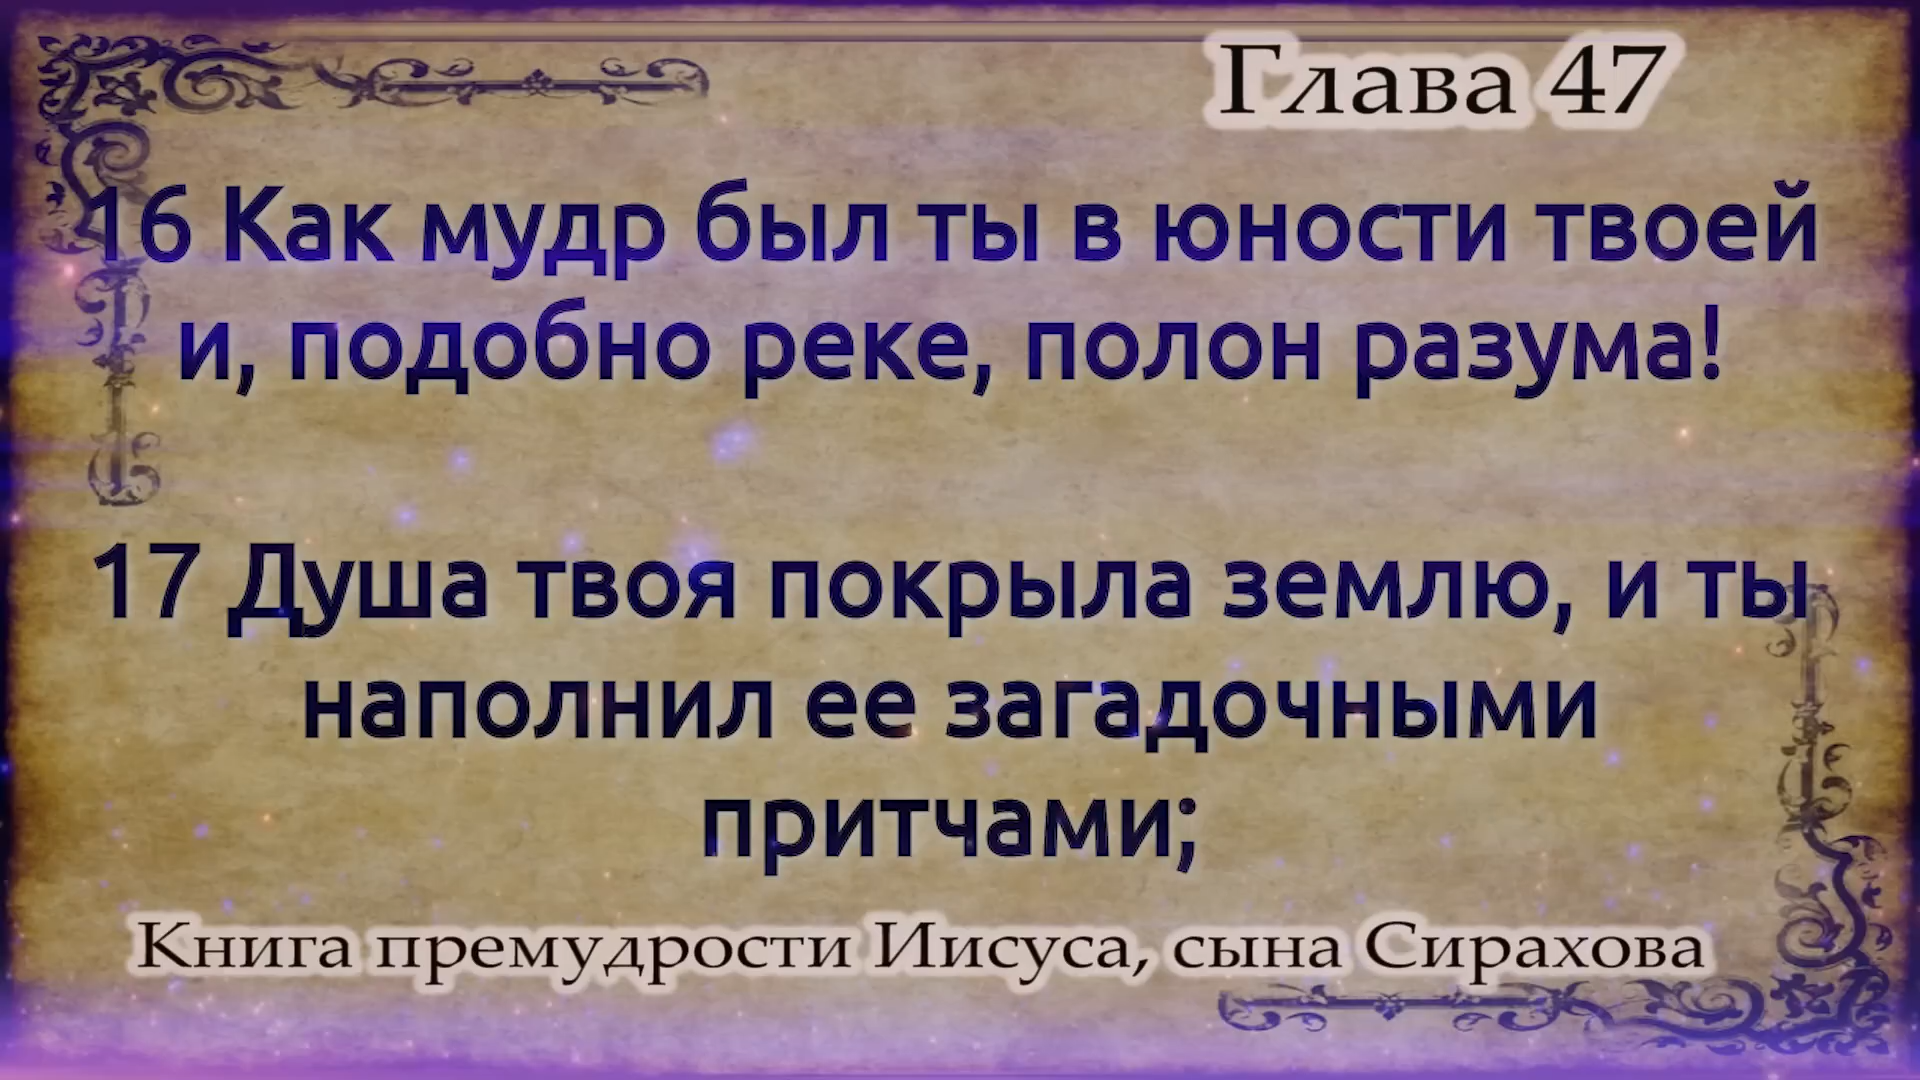 Глава 47
16 Как мудр был ты в юности твоей
и, подобно реке, полон разума!
17 Душа твоя покрыла землю, и ты
наполнил ее загадочными
притчами;
Книга премудрости Иисуса, сына Сирахова